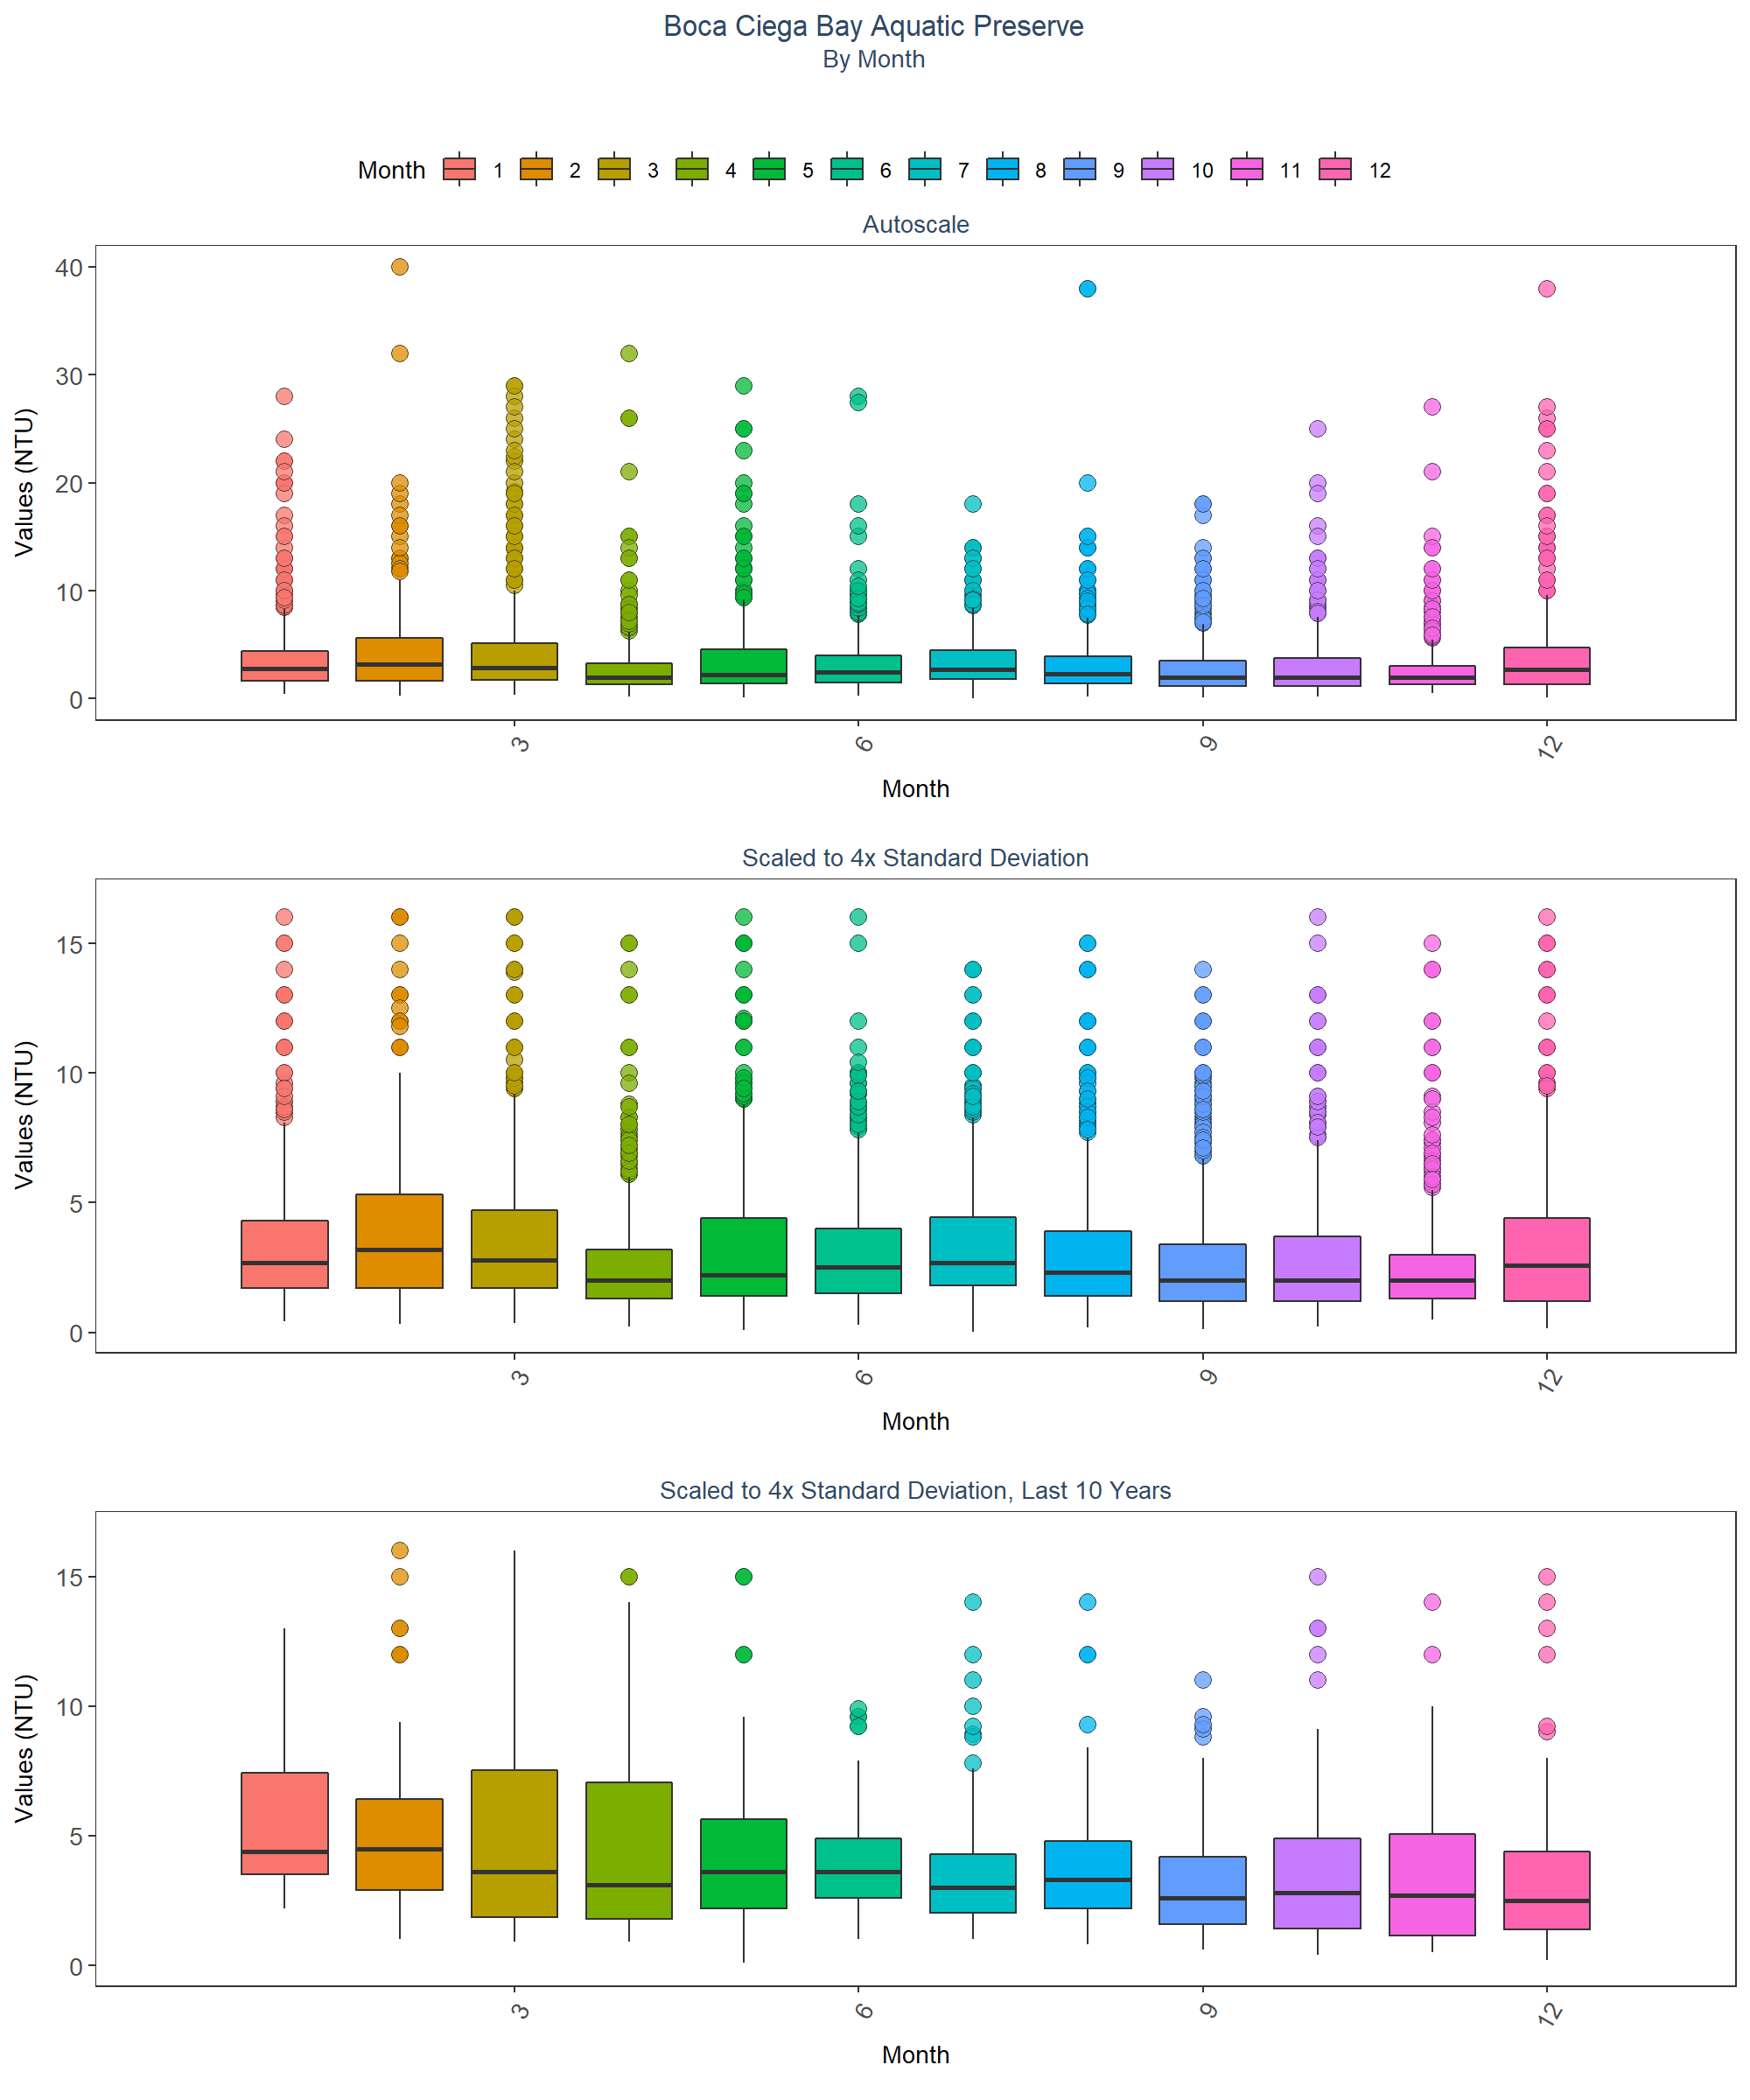 Boca Ciega Bay Aquatic Preserve
By Month
Month 1 2 3 4 5 6 7 8 9 10 11 12
Autoscale
Values (NTU)
40
30
20
10
0
3 6 9 12
Month
Scaled to 4x Standard Deviation
Values (NTU)
15
10
5
0
3 6 9 12
Month
Scaled to 4x Standard Deviation, Last 10 Years
Values (NTU)
15
10
5
0
3 6 9 12
Month